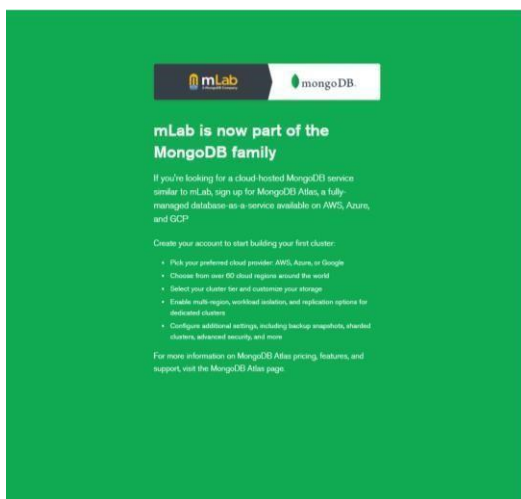 mLab
A MongoDB Company
mongoDB.
mLab is now part of the
MongoDB family
If you're looking for a cloud-hosted MongoDB service
similar to mLab, sign up for MongoDB Atlas, a fully-
managed database-as-a-service available on AWS, Azure,
and GCP
Create your account to start building your first cluster:
• Pick your preferred cloud provider: AWS, Azure, or Google
• Choose from over 60 cloud regions around the world
• Select your cluster tier and customize your storage
• Enable multi-region, workload isolation, and replication options for
dedicated clusters
• Configure additional settings, including backup snapshots, sharded
clusters, advanced security, and more
For more information on MongoDB Atlas pricing, features, and
support, visit the MongoDB Atlas page.